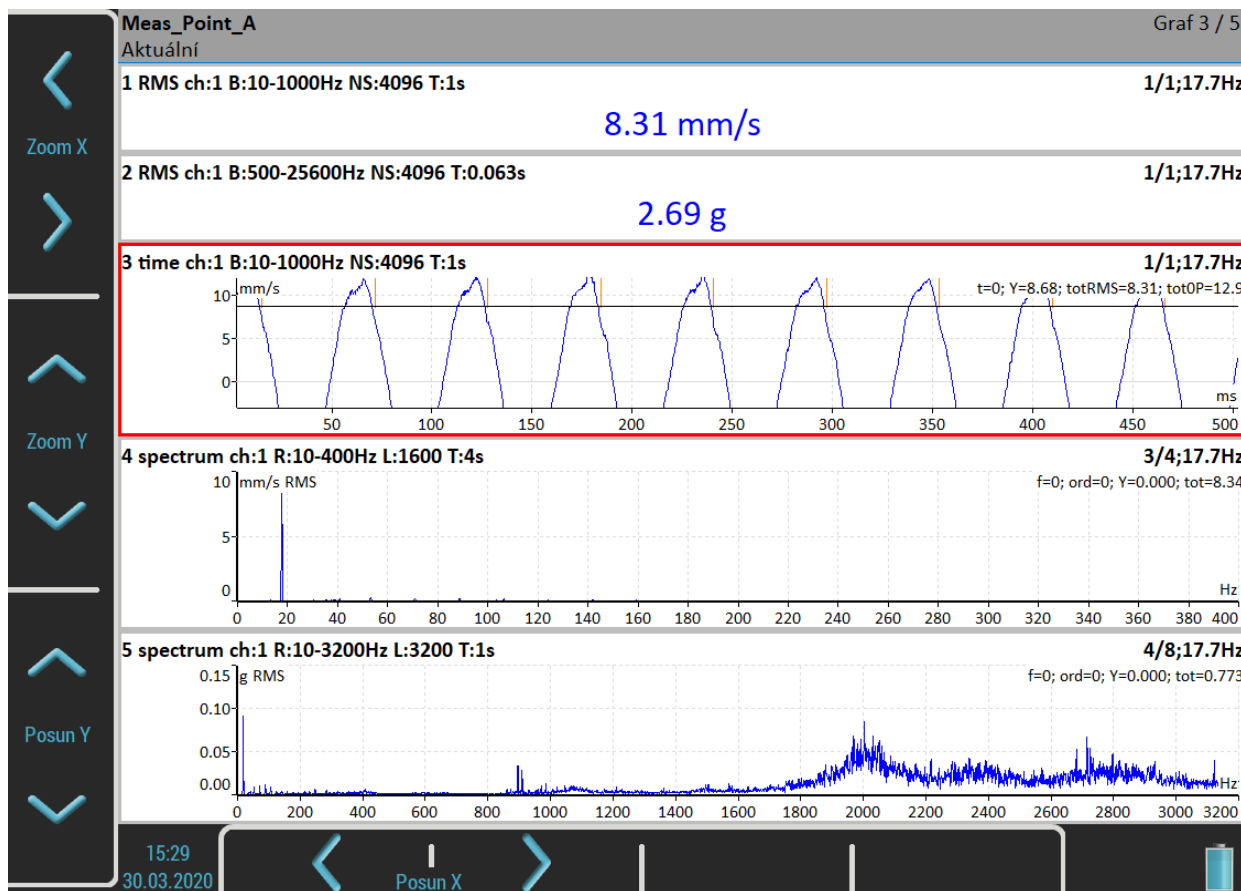 Meas_Point_A
Graf 3 / 5
Aktuální
Zoom X
Zoom Y
Posun Y
1 RMS ch:1 B:10-1000Hz NS:4096 T:1s
1/1;17.7Hz
8.31 mm/s
2 RMS ch:1 B:500-25600Hz NS:4096 T:0.063s
1/1;17.7Hz
2.69 g
3 time ch:1 B:10-1000Hz NS:4096 T:1s
1/1;17.7Hz
mm/s
t=0; Y=8.68; totRMS=8.31; tot0P=12.9
10
5
0
ms
50 100 150 200 250 300 350 400 450 500
4 spectrum ch:1 R:10-400Hz L:1600 T:4s
3/4;17.7Hz
10 mm/s RMS
f=0; ord=0; Y=0.000; tot=8.34
5
0
Hz
0 20 40 60 80 100 120 140 160 180 200 220 240 260 280 300 320 340 360 380 400
5 spectrum ch:1 R:10-3200Hz L:3200 T:1s
4/8;17.7Hz
0.15 g RMS
f=0; ord=0; Y=0.000; tot=0.773
0.10
0.05
0.00
Hz
0 200 400 600 800 1000 1200 1400 1600 1800 2000 2200 2400 2600 2800 3000 3200
15:29
30.03.2020
Posun X